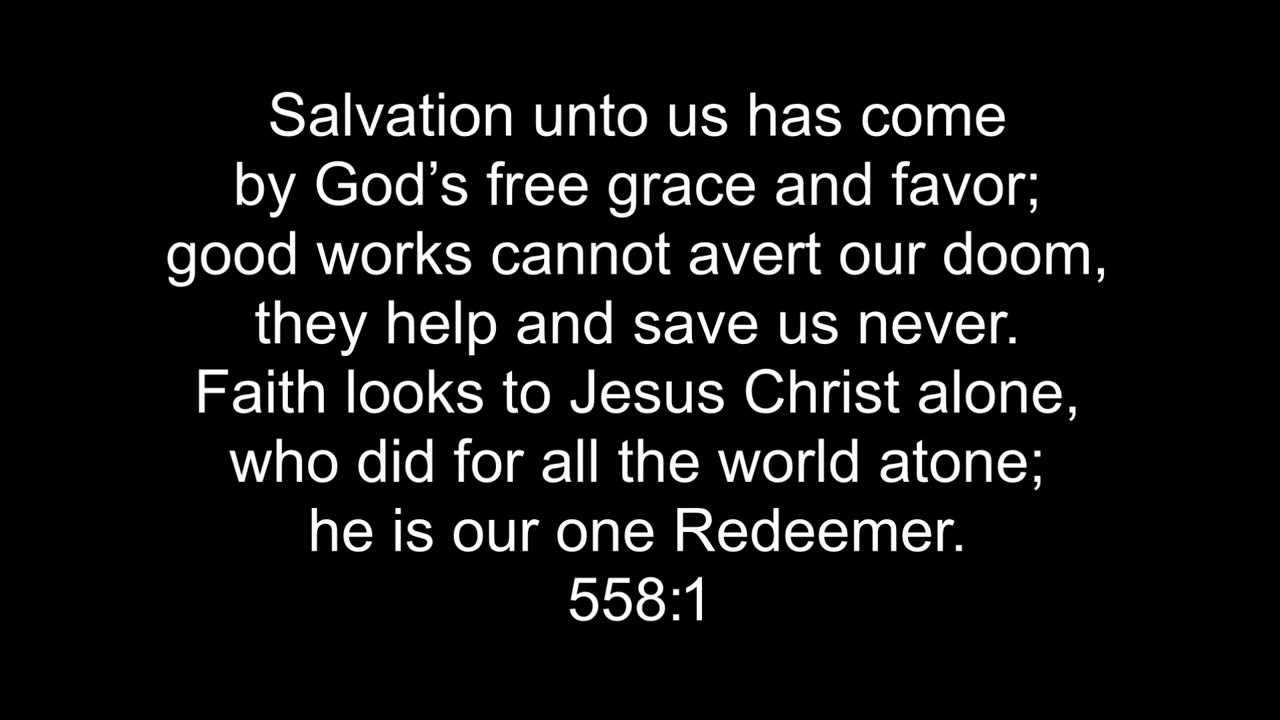 Salvation unto us has come
by God’s free grace and favor;
good works cannot avert our doom,
they help and save us never.
Faith looks to Jesus Christ alone,
who did for all the world atone;
he is our one Redeemer.
558:1